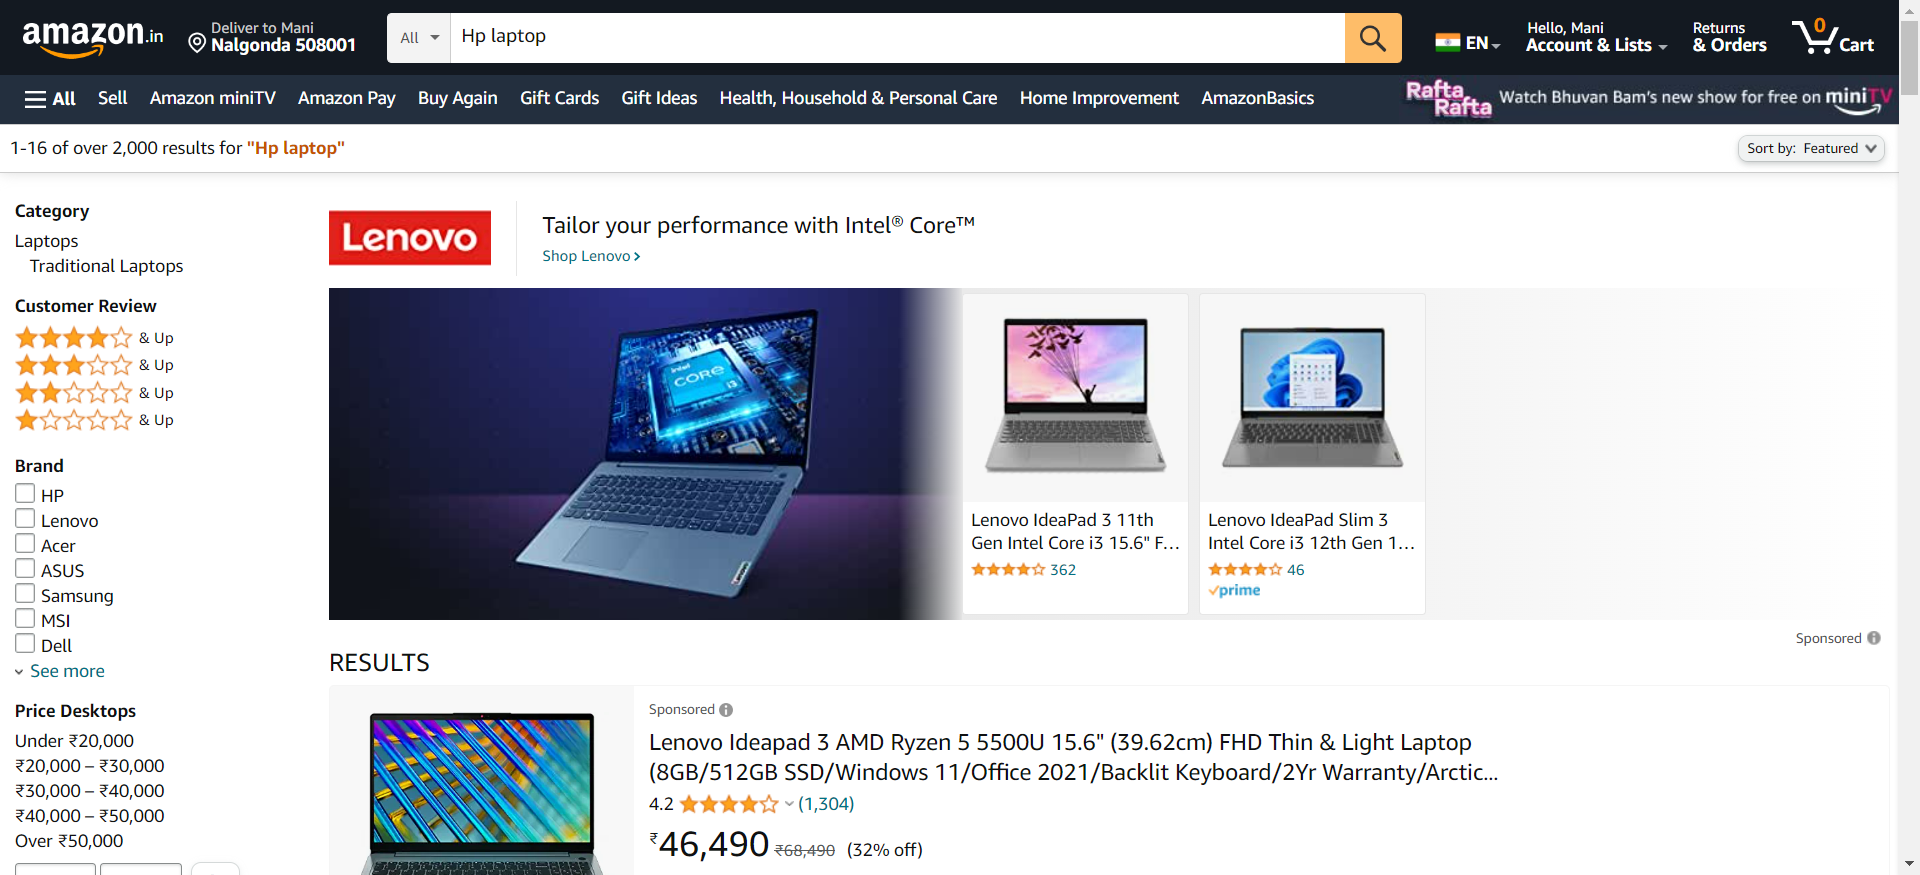 amazon.in
Deliver to Mani
Nalgonda 508001
All
Hp laptop
EN
Hello, Mani
Account & Lists
Returns
& Orders
0
Cart
All
Sell
Amazon miniTV
Amazon Pay
Buy Again
Gift Cards
Gift Ideas
Health, Household & Personal Care
Home Improvement
AmazonBasics
Rafta
Rafta
Watch Bhuvan Bam's new show for free on miniTV
1-16 of over 2,000 results for "Hp laptop"
Sort by: Featured
Category
Laptops
Traditional Laptops
Customer Review
& Up
& Up
& Up
& Up
Brand
HP
Lenovo
Acer
ASUS
Samsung
MSI
Dell
See more
Price Desktops
Under ₹20,000
₹20,000 – ₹30,000
₹30,000 – ₹40,000
₹40,000 – ₹50,000
Over ₹50,000
Lenovo
Tailor your performance with Intel® Core™
Shop Lenovo
intel
CORE
i3
Lenovo
Lenovo IdeaPad 3 11th
Gen Intel Core i3 15.6" F...
362
Lenovo IdeaPad Slim 3
Intel Core i3 12th Gen 1...
46
prime
Sponsored
RESULTS
Sponsored
Lenovo Ideapad 3 AMD Ryzen 5 5500U 15.6" (39.62cm) FHD Thin & Light Laptop
(8GB/512GB SSD/Windows 11/Office 2021/Backlit Keyboard/2Yr Warranty/Arctic...
4.2 (1,304)
₹46,490 ₹68,490 (32% off)